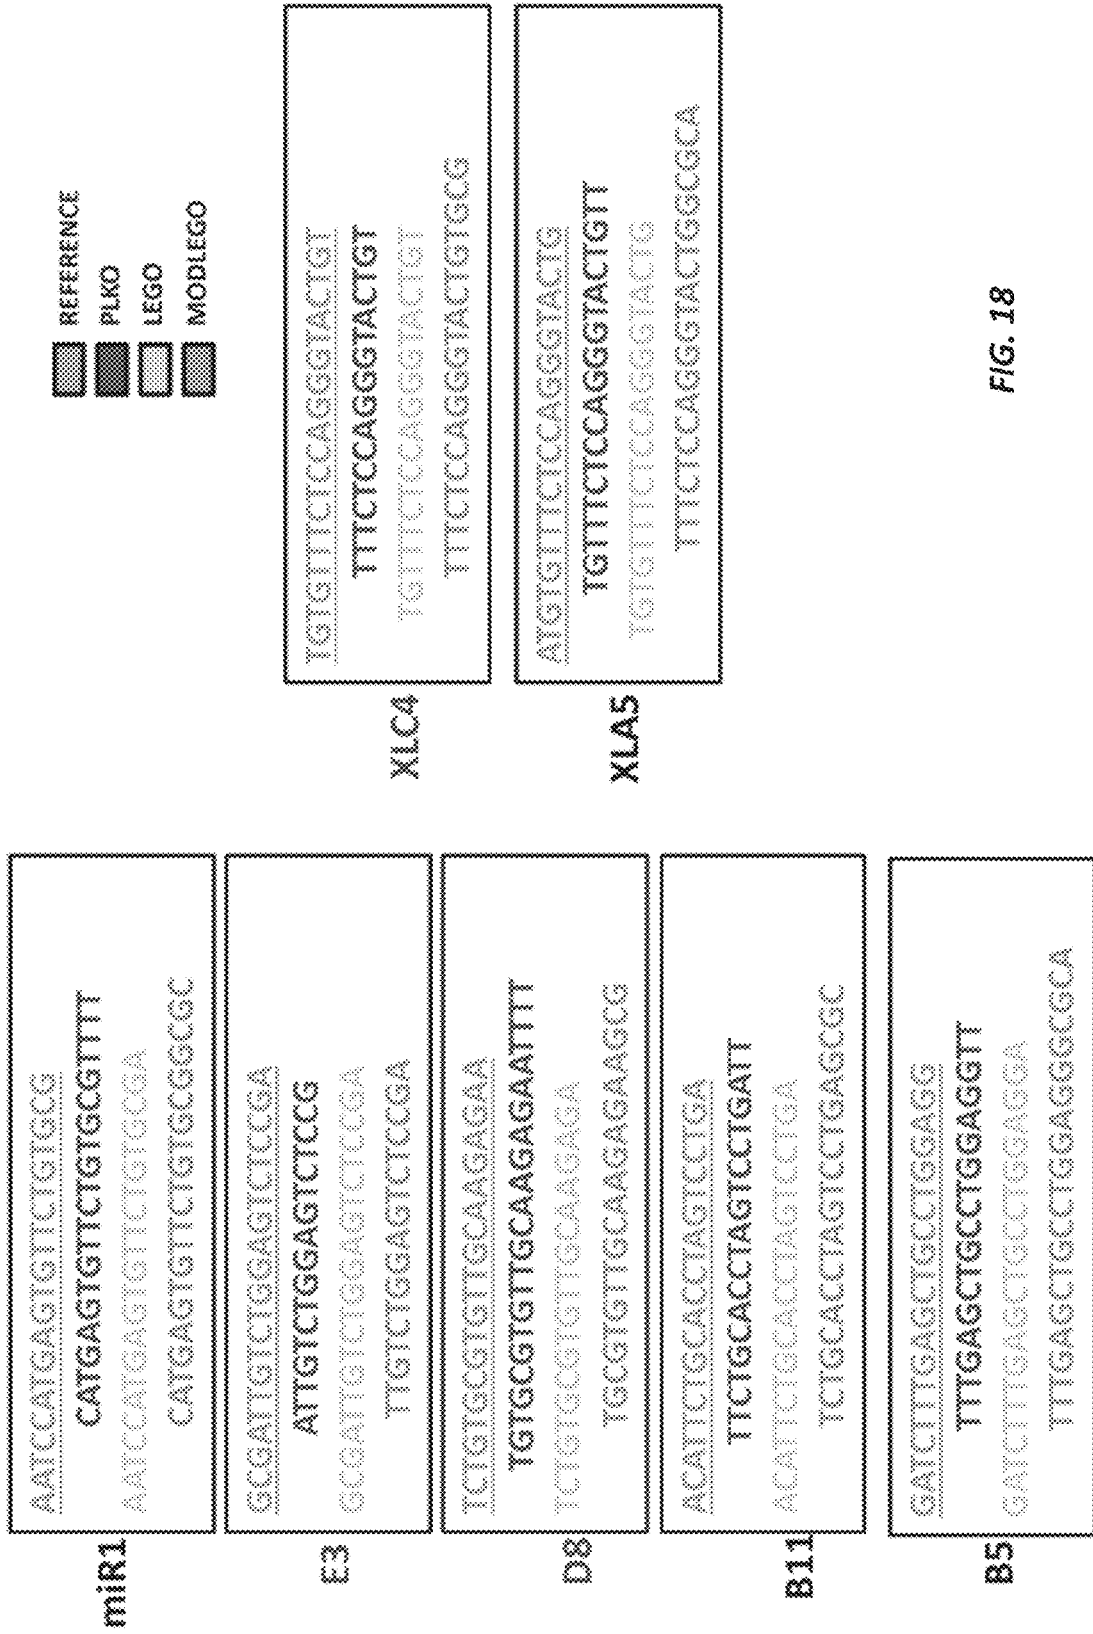 miR1
AATCCATGAGTGTTCTGTGCG
CATGAGTGTTCTGTGCGTTTT
AATCCATGAGTGTTCTGTGCGA
CATGAGTGTTCTGTGCGGCGC
E3
GCGATTGTCTGGAGTCTCCGA
ATTGTCTGGAGTCTCCG
GCGATTGTCTGGAGTCTCCGA
TTGTCTGGAGTCTCCGA
D8
TCTGTGCGTGTTGCAAGAGAA
TGTGCGTGTTGCAAGAGAATTTT
TCTGTGCGTGTTGCAAGAGA
TGCGTGTTGCAAGAGAAGCG
B11
ACATTCTGCACCTAGTCCTGA
TTCTGCACCTAGTCCTGATT
ACATTCTGCACCTAGTCCTGA
TCTGCACCTAGTCCTGAGCGC
B5
GATCTTTGAGCTGCCTGGAGG
TTTGAGCTGCCTGGAGGTT
GATCTTTGAGCTGCCTGGAGGA
TTTGAGCTGCCTGGAGGGCGCA
REFERENCE
PLKO
LEGO
MODLEGO
XLC4
TGTGTTTCTCCAGGGTACTGT
TTTCTCCAGGGTACTGT
TGTTTCTCCAGGGTACTGT
TTTCTCCAGGGTACTGTGCG
XLA5
ATGTGTTTCTCCAGGGTACTG
TGTTTCTCCAGGGTACTGTT
TGTGTTTCTCCAGGGTACTG
TTTCTCCAGGGTACTGGCGCA
FIG. 18